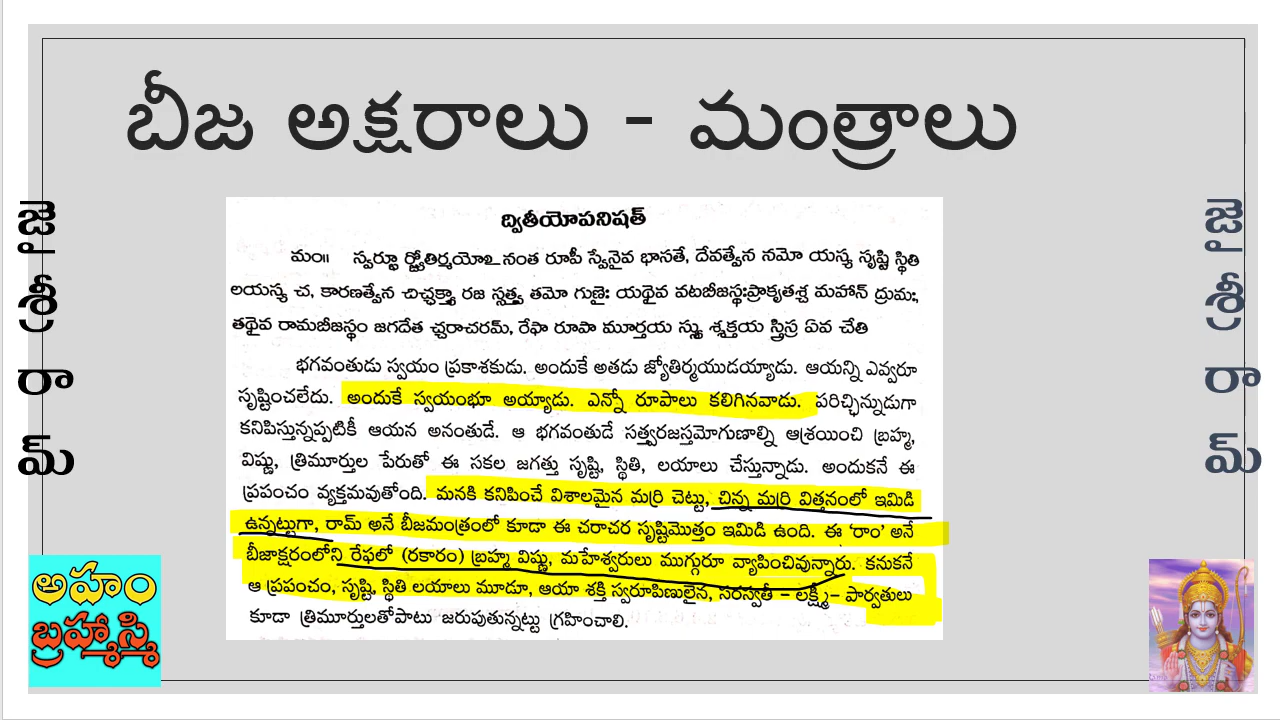 బీజ అక్షరాలు - మంత్రాలు
జై
శ్రీ
రా
మ్
ద్వితీయోపనిషత్
మం॥ స్వర్భూ ర్జ్యోతిర్మయోఽనంత రూపీ స్వేనైవ భాసతే, దేవత్వేన నమో యస్య సృష్టి స్థితి
లయస్య చ, కారణత్వేన చిచ్ఛక్త్యా రజ స్సత్త్వ తమో గుణైః యథైవ వటబీజస్థఃప్రాకృతశ్చ మహాన్ ద్రుమః,
తథైవ రామబీజస్థం జగదేత చ్చరాచరమ్, రేఫా రూపా మూర్తయ స్స్యు శ్శక్తయ స్తిస్ర ఏవ చేతి
భగవంతుడు స్వయం ప్రకాశకుడు. అందుకే అతడు జ్యోతిర్మయుడయ్యాడు. ఆయన్ని ఎవ్వరూ
సృష్టించలేదు. అందుకే స్వయంభూ అయ్యాడు. ఎన్నో రూపాలు కలిగినవాడు. పరిచ్ఛిన్నుడుగా
కనిపిస్తున్నప్పటికీ ఆయన అనంతుడే. ఆ భగవంతుడే సత్త్వరజస్తమోగుణాల్ని ఆశ్రయించి బ్రహ్మ,
విష్ణు, త్రిమూర్తుల పేరుతో ఈ సకల జగత్తు సృష్టి, స్థితి, లయాలు చేస్తున్నాడు. అందుకనే ఈ
ప్రపంచం వ్యక్తమవుతోంది. మనకి కనిపించే విశాలమైన మర్రి చెట్టు, చిన్న మర్రి విత్తనంలో ఇమిడి
ఉన్నట్టుగా, రామ్ అనే బీజమంత్రంలో కూడా ఈ చరాచర సృష్టిమొత్తం ఇమిడి ఉంది. ఈ 'రాం' అనే
బీజాక్షరంలోని రేఫలో (రకారం) బ్రహ్మ విష్ణు, మహేశ్వరులు ముగ్గురూ వ్యాపించివున్నారు. కనుకనే
ఆ ప్రపంచం, సృష్టి, స్థితి లయాలు మూడూ, ఆయా శక్తి స్వరూపిణులైన, సరస్వతీ – లక్ష్మీ– పార్వతులు
కూడా త్రిమూర్తులతోపాటు జరుపుతున్నట్టు గ్రహించాలి.
జై
శ్రీ
రా
మ్
అహం
బ్రహ్మాస్మి